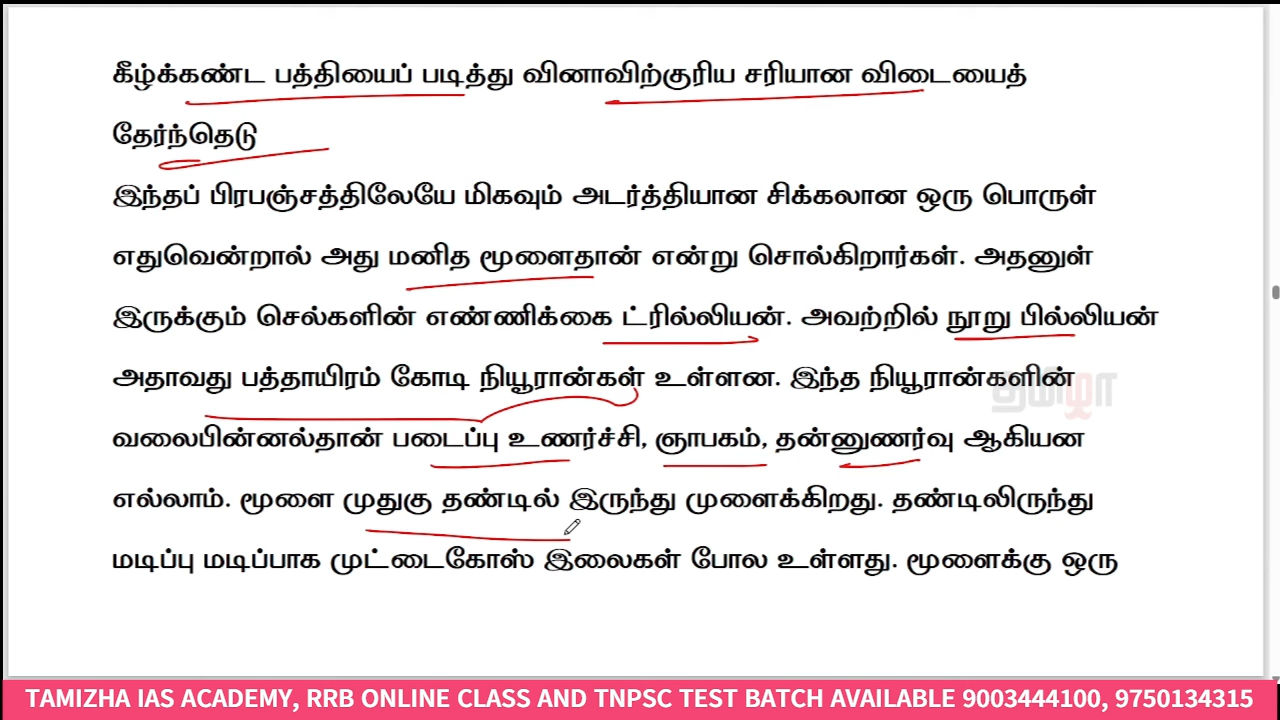 கீழ்க்கண்ட பத்தியைப் படித்து வினாவிற்குரிய சரியான விடையைத்
தேர்ந்தெடு
இந்தப் பிரபஞ்சத்திலேயே மிகவும் அடர்த்தியான சிக்கலான ஒரு பொருள்
எதுவென்றால் அது மனித மூளைதான் என்று சொல்கிறார்கள். அதனுள்
இருக்கும் செல்களின் எண்ணிக்கை ட்ரில்லியன். அவற்றில் நூறு பில்லியன்
அதாவது பத்தாயிரம் கோடி நியூரான்கள் உள்ளன. இந்த நியூரான்களின்
தமிழா
வலைபின்னல்தான் படைப்பு உணர்ச்சி, ஞாபகம், தன்னுணர்வு ஆகியன
எல்லாம். மூளை முதுகு தண்டில் இருந்து முளைக்கிறது. தண்டிலிருந்து
மடிப்பு மடிப்பாக முட்டைகோஸ் இலைகள் போல உள்ளது. மூளைக்கு ஒரு
TAMIZHA IAS ACADEMY, RRB ONLINE CLASS AND TNPSC TEST BATCH AVAILABLE 9003444100, 9750134315